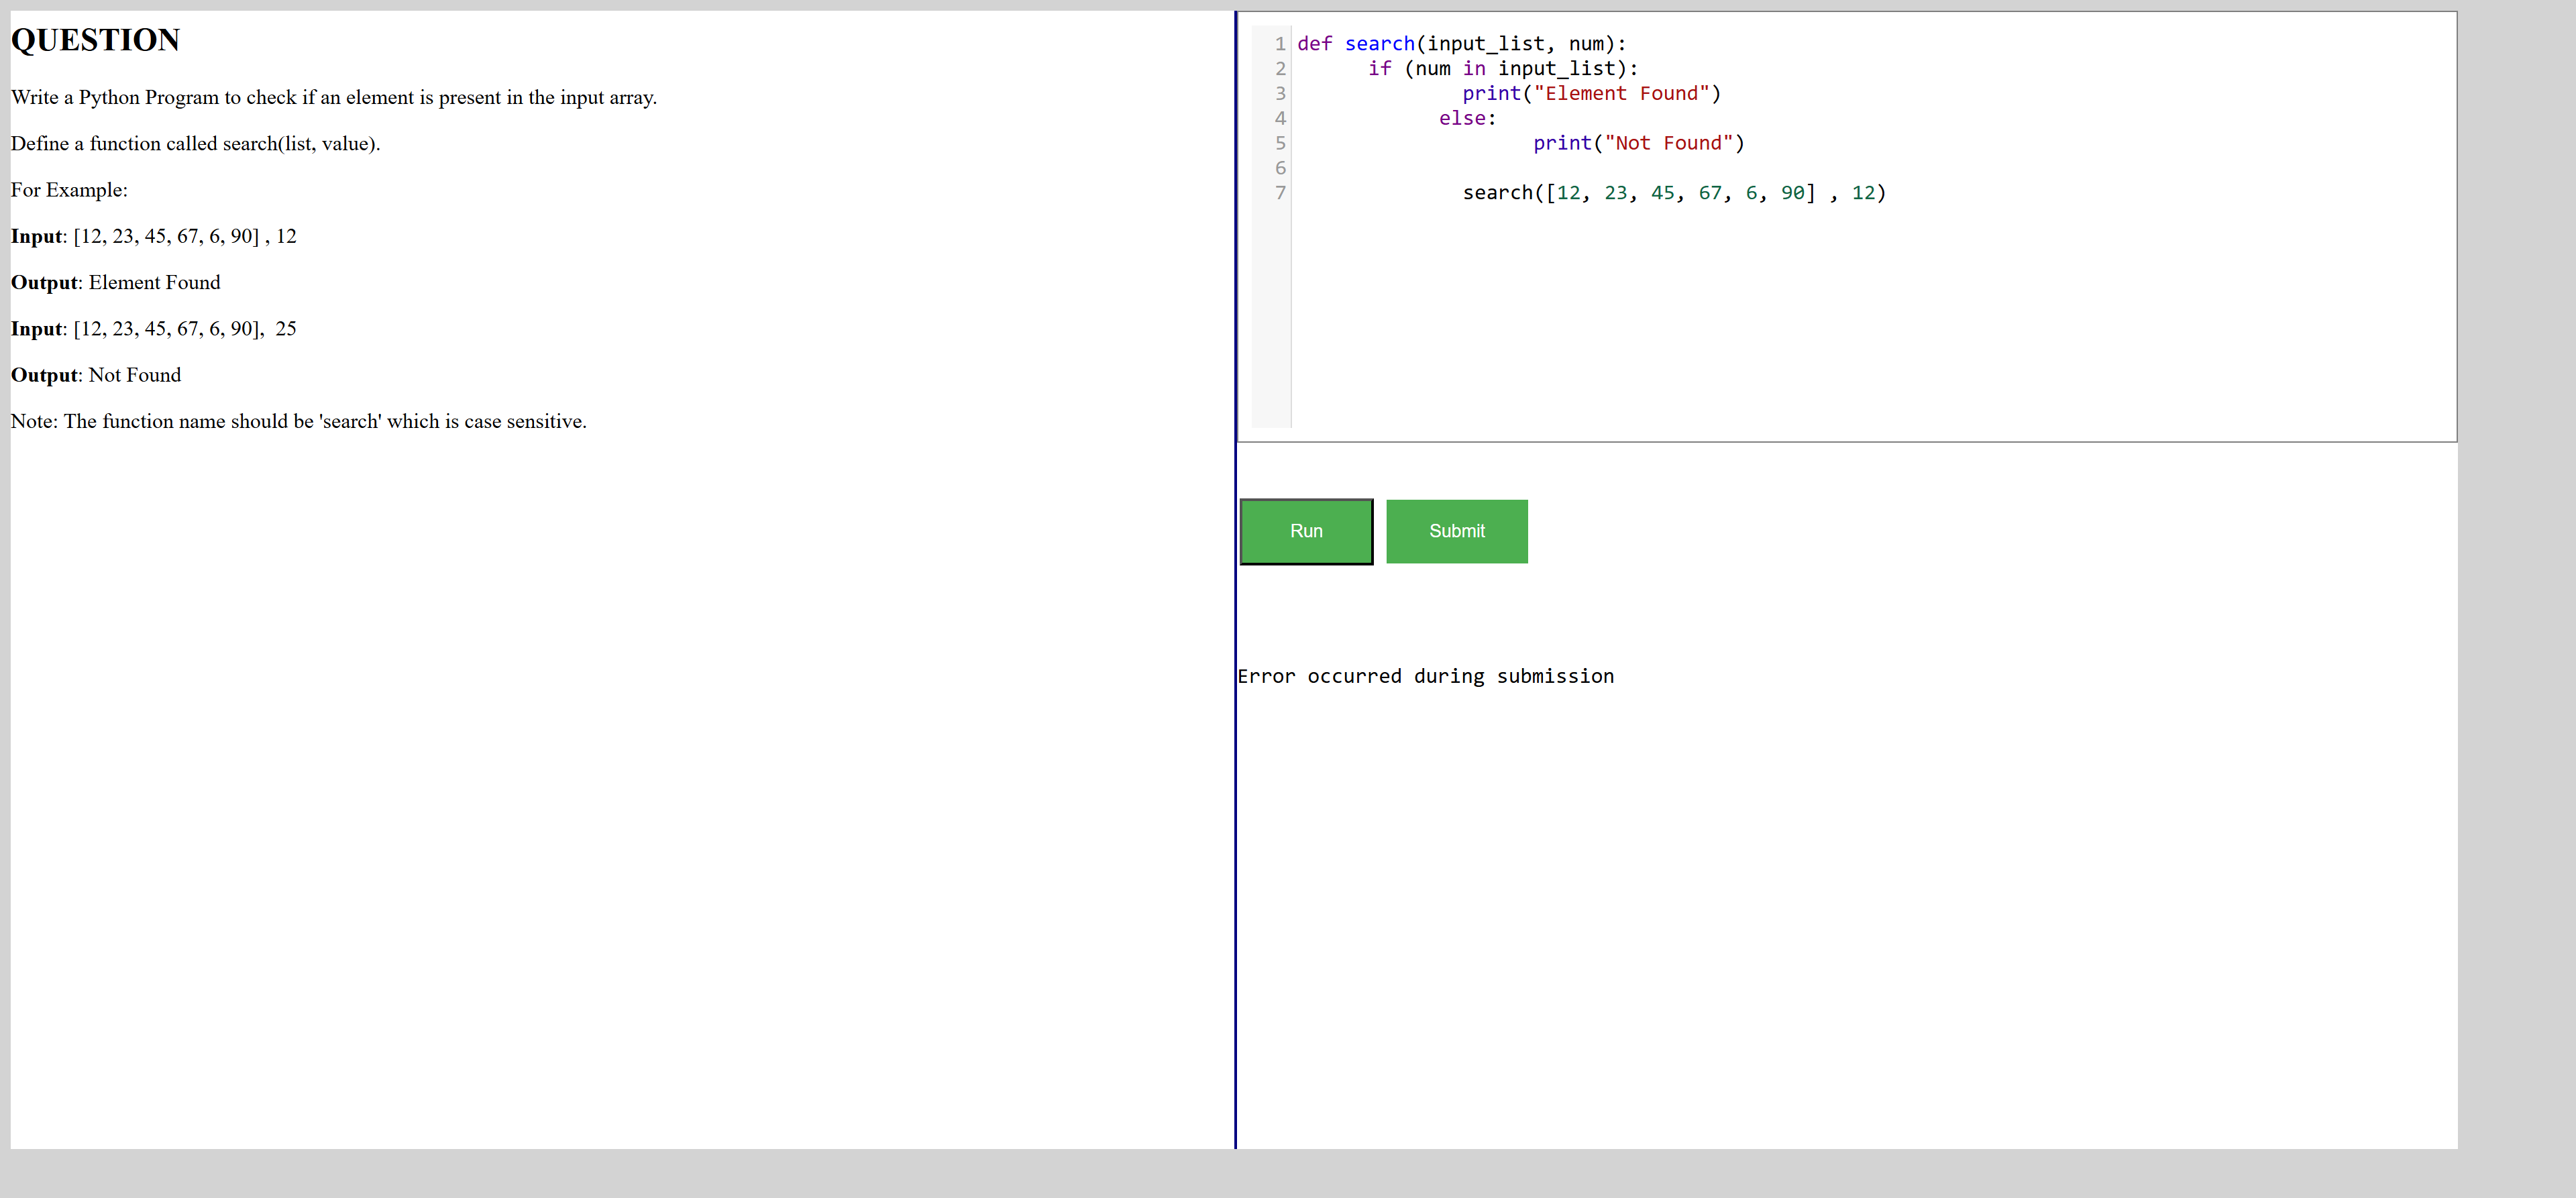 QUESTION
Write a Python Program to check if an element is present in the input array.
Define a function called search(list, value).
For Example:
Input: [12, 23, 45, 67, 6, 90] , 12
Output: Element Found
Input: [12, 23, 45, 67, 6, 90],  25
Output: Not Found
Note: The function name should be 'search' which is case sensitive.
1 def search(input_list, num):
2       if (num in input_list):
3               print("Element Found")
4             else:
5                     print("Not Found")
6
7               search([12, 23, 45, 67, 6, 90] , 12)
Run Submit
Error occurred during submission